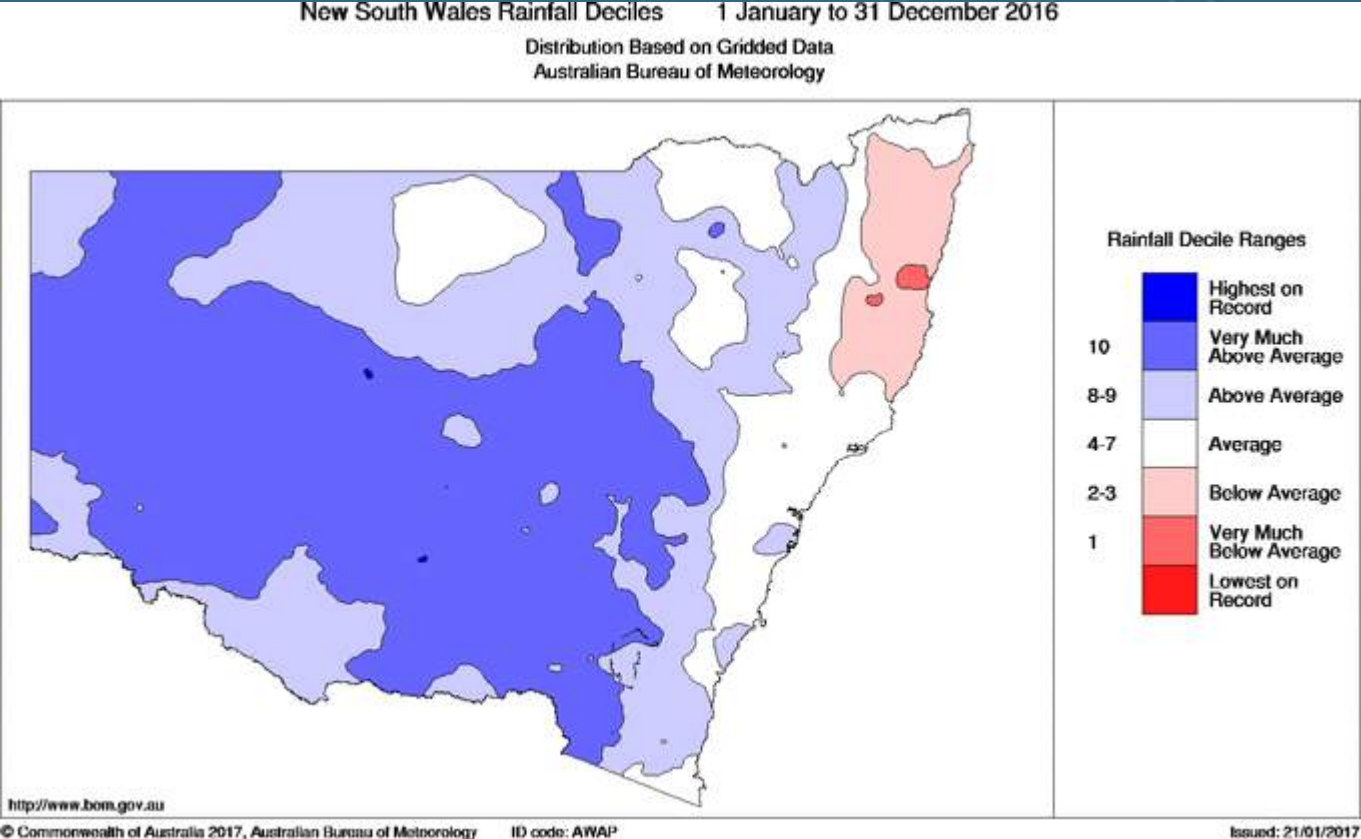 New South Wales Rainfall Deciles 1 January to 31 December 2016
Distribution Based on Gridded Data
Australian Bureau of Meteorology
Rainfall Decile Ranges
Highest on
Record
10 Very Much
Above Average
8-9 Above Average
4-7 Average
2-3 Below Average
1 Very Much
Below Average
Lowest on
Record
http://www.bom.gov.au
© Commonwealth of Australia 2017, Australian Bureau of Meteorology ID code: AWAP Issued: 21/01/2017